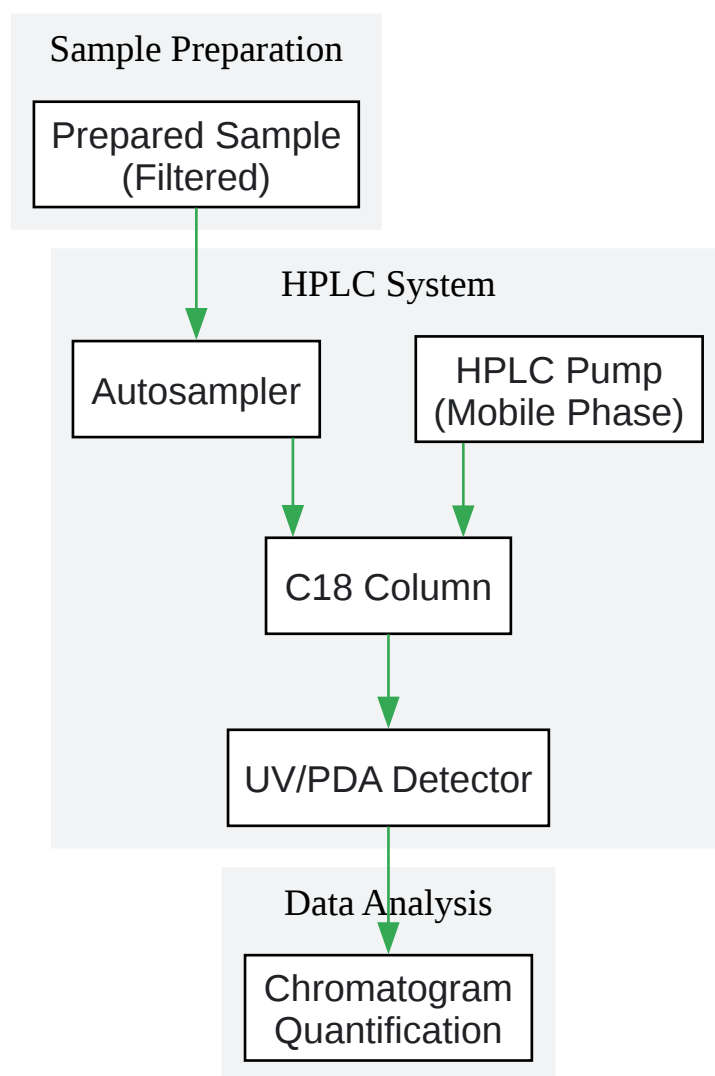 Sample Preparation
Prepared Sample
(Filtered)
HPLC System
Autosampler
HPLC Pump
(Mobile Phase)
C18 Column
UV/PDA Detector
Data Analysis
Chromatogram
Quantification